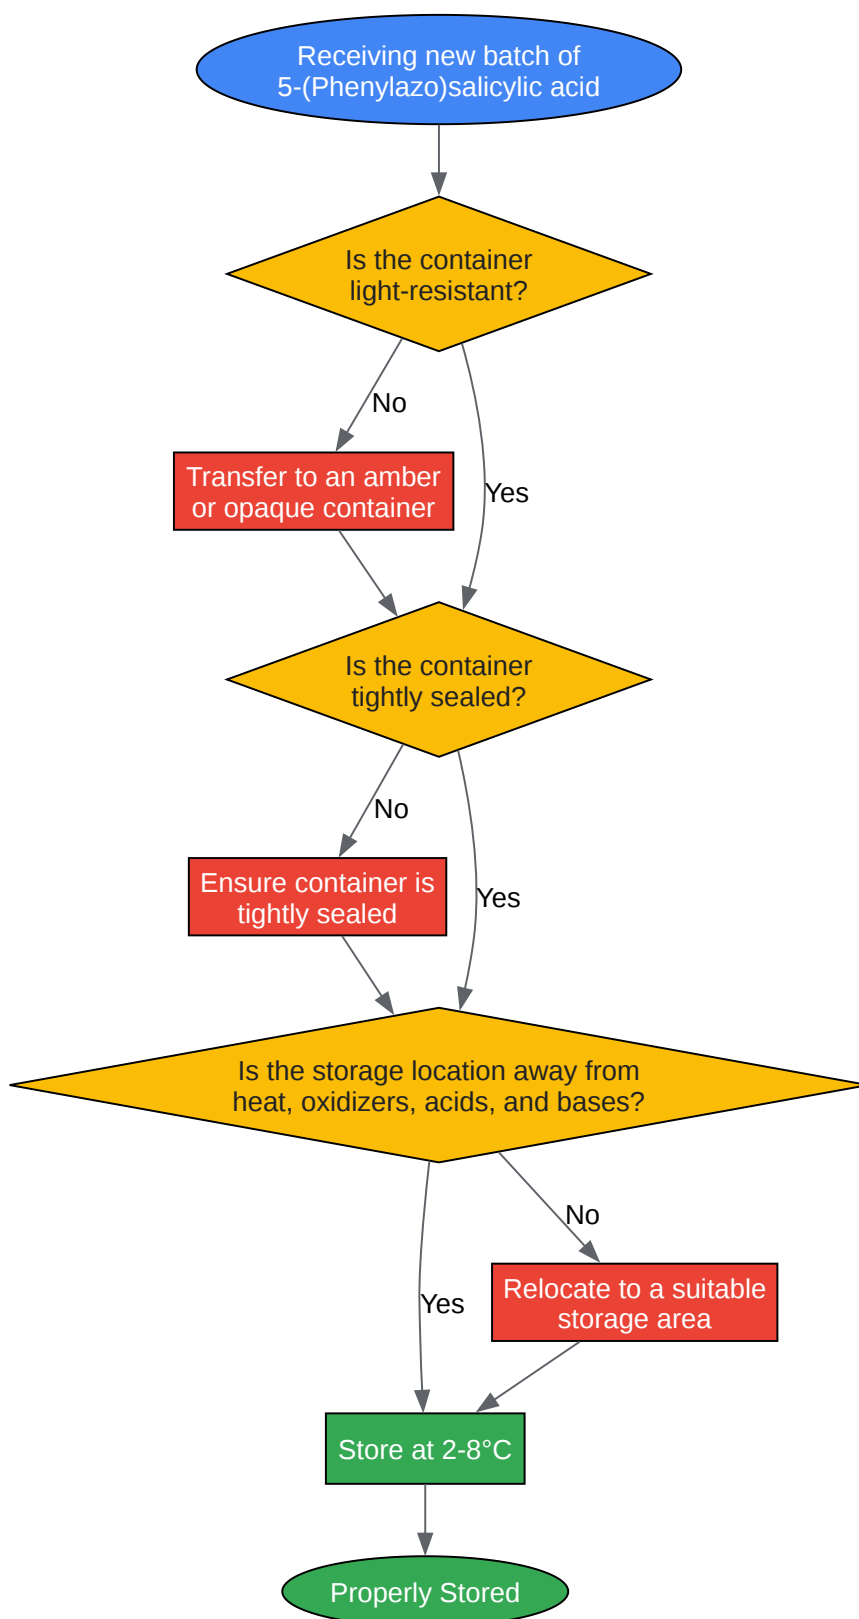 Receiving new batch of
5-(Phenylazo)salicylic acid
Is the container
light-resistant?
No
Transfer to an amber
or opaque container
Yes
Is the container
tightly sealed?
No
Ensure container is
tightly sealed
Yes
Is the storage location away from
heat, oxidizers, acids, and bases?
No
Relocate to a suitable
storage area
Yes
Store at 2-8°C
Properly Stored